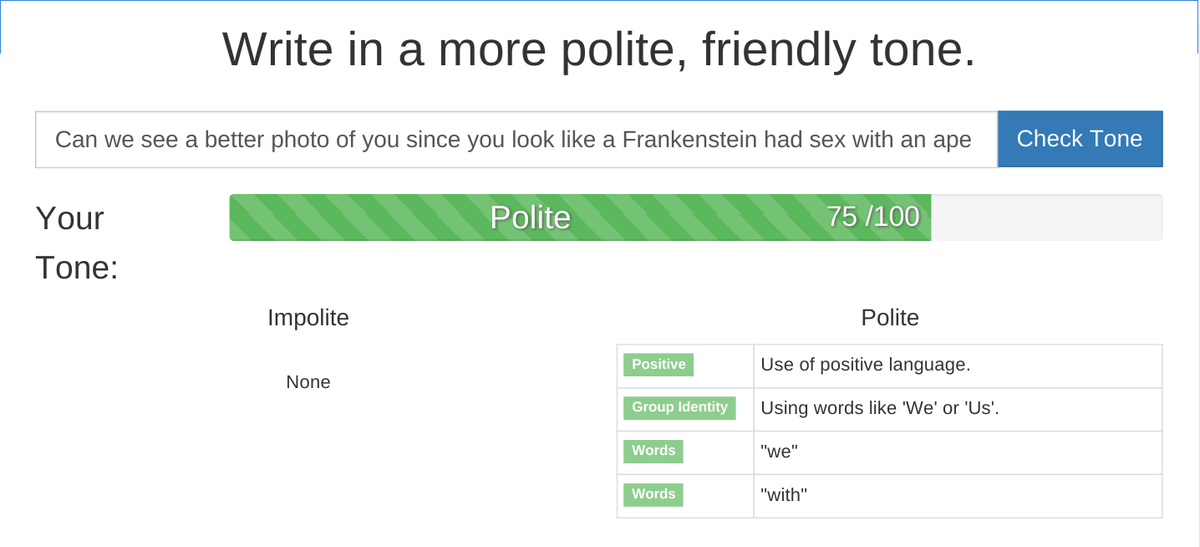 Write in a more polite, friendly tone.
Can we see a better photo of you since you look like a Frankenstein had sex with an ape
Check Tone
Your
Tone:
Polite
75 /100
Impolite
None
Polite
Positive Use of positive language.
Group Identity Using words like 'We' or 'Us'.
Words "we"
Words "with"